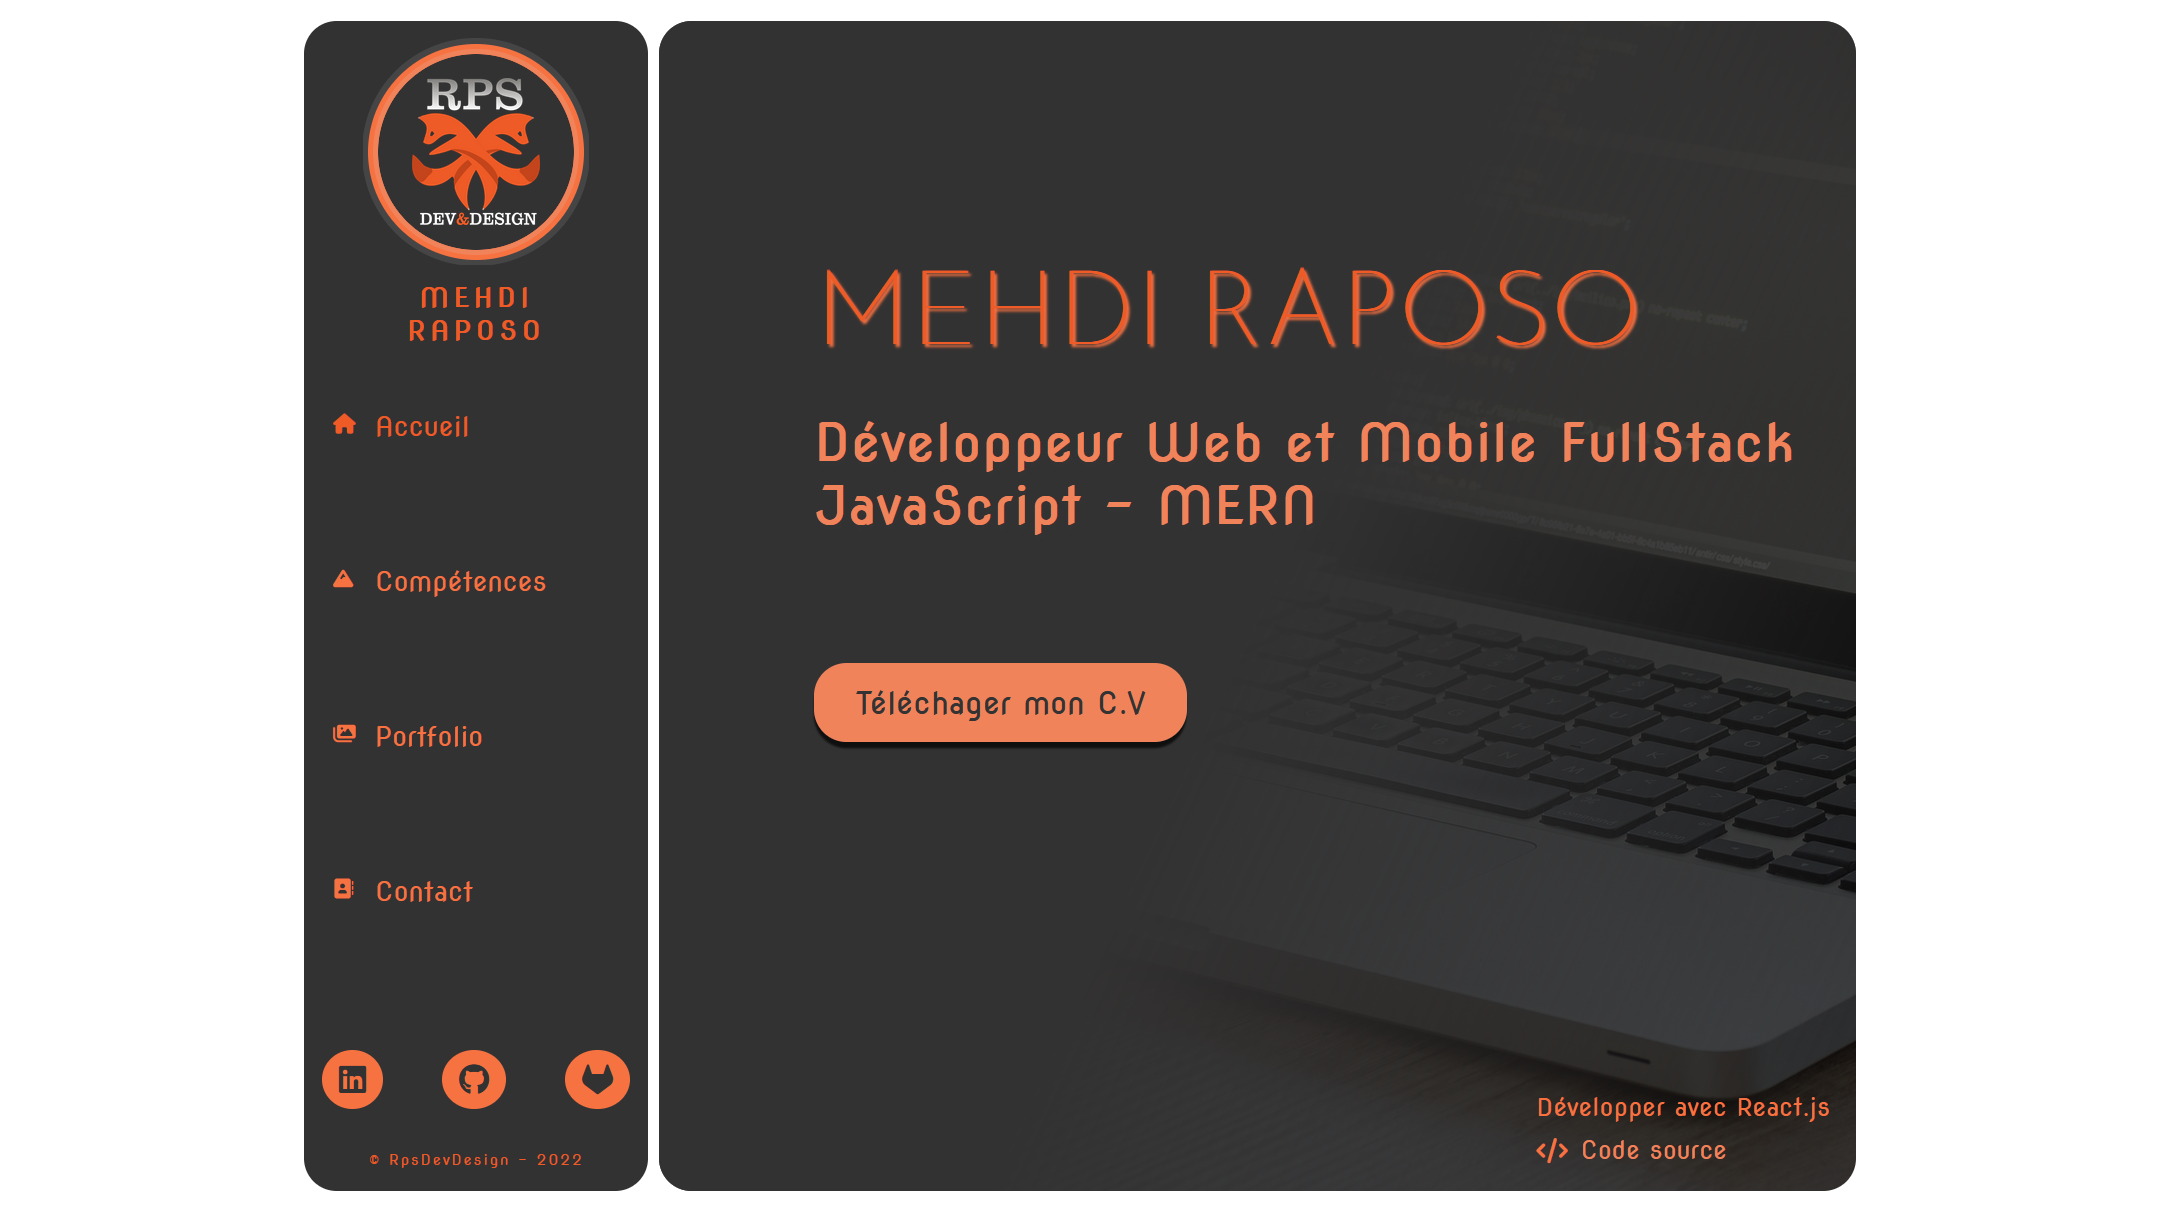 RPS
DEV&DESIGN
MEHDI
RAPOSO
Accueil
Compétences
Portfolio
Contact
© RpsDevDesign - 2022
MEHDI RAPOSO
Développeur Web et Mobile FullStack
JavaScript - MERN
Téléchager mon C.V
Développer avec React.js
</> Code source